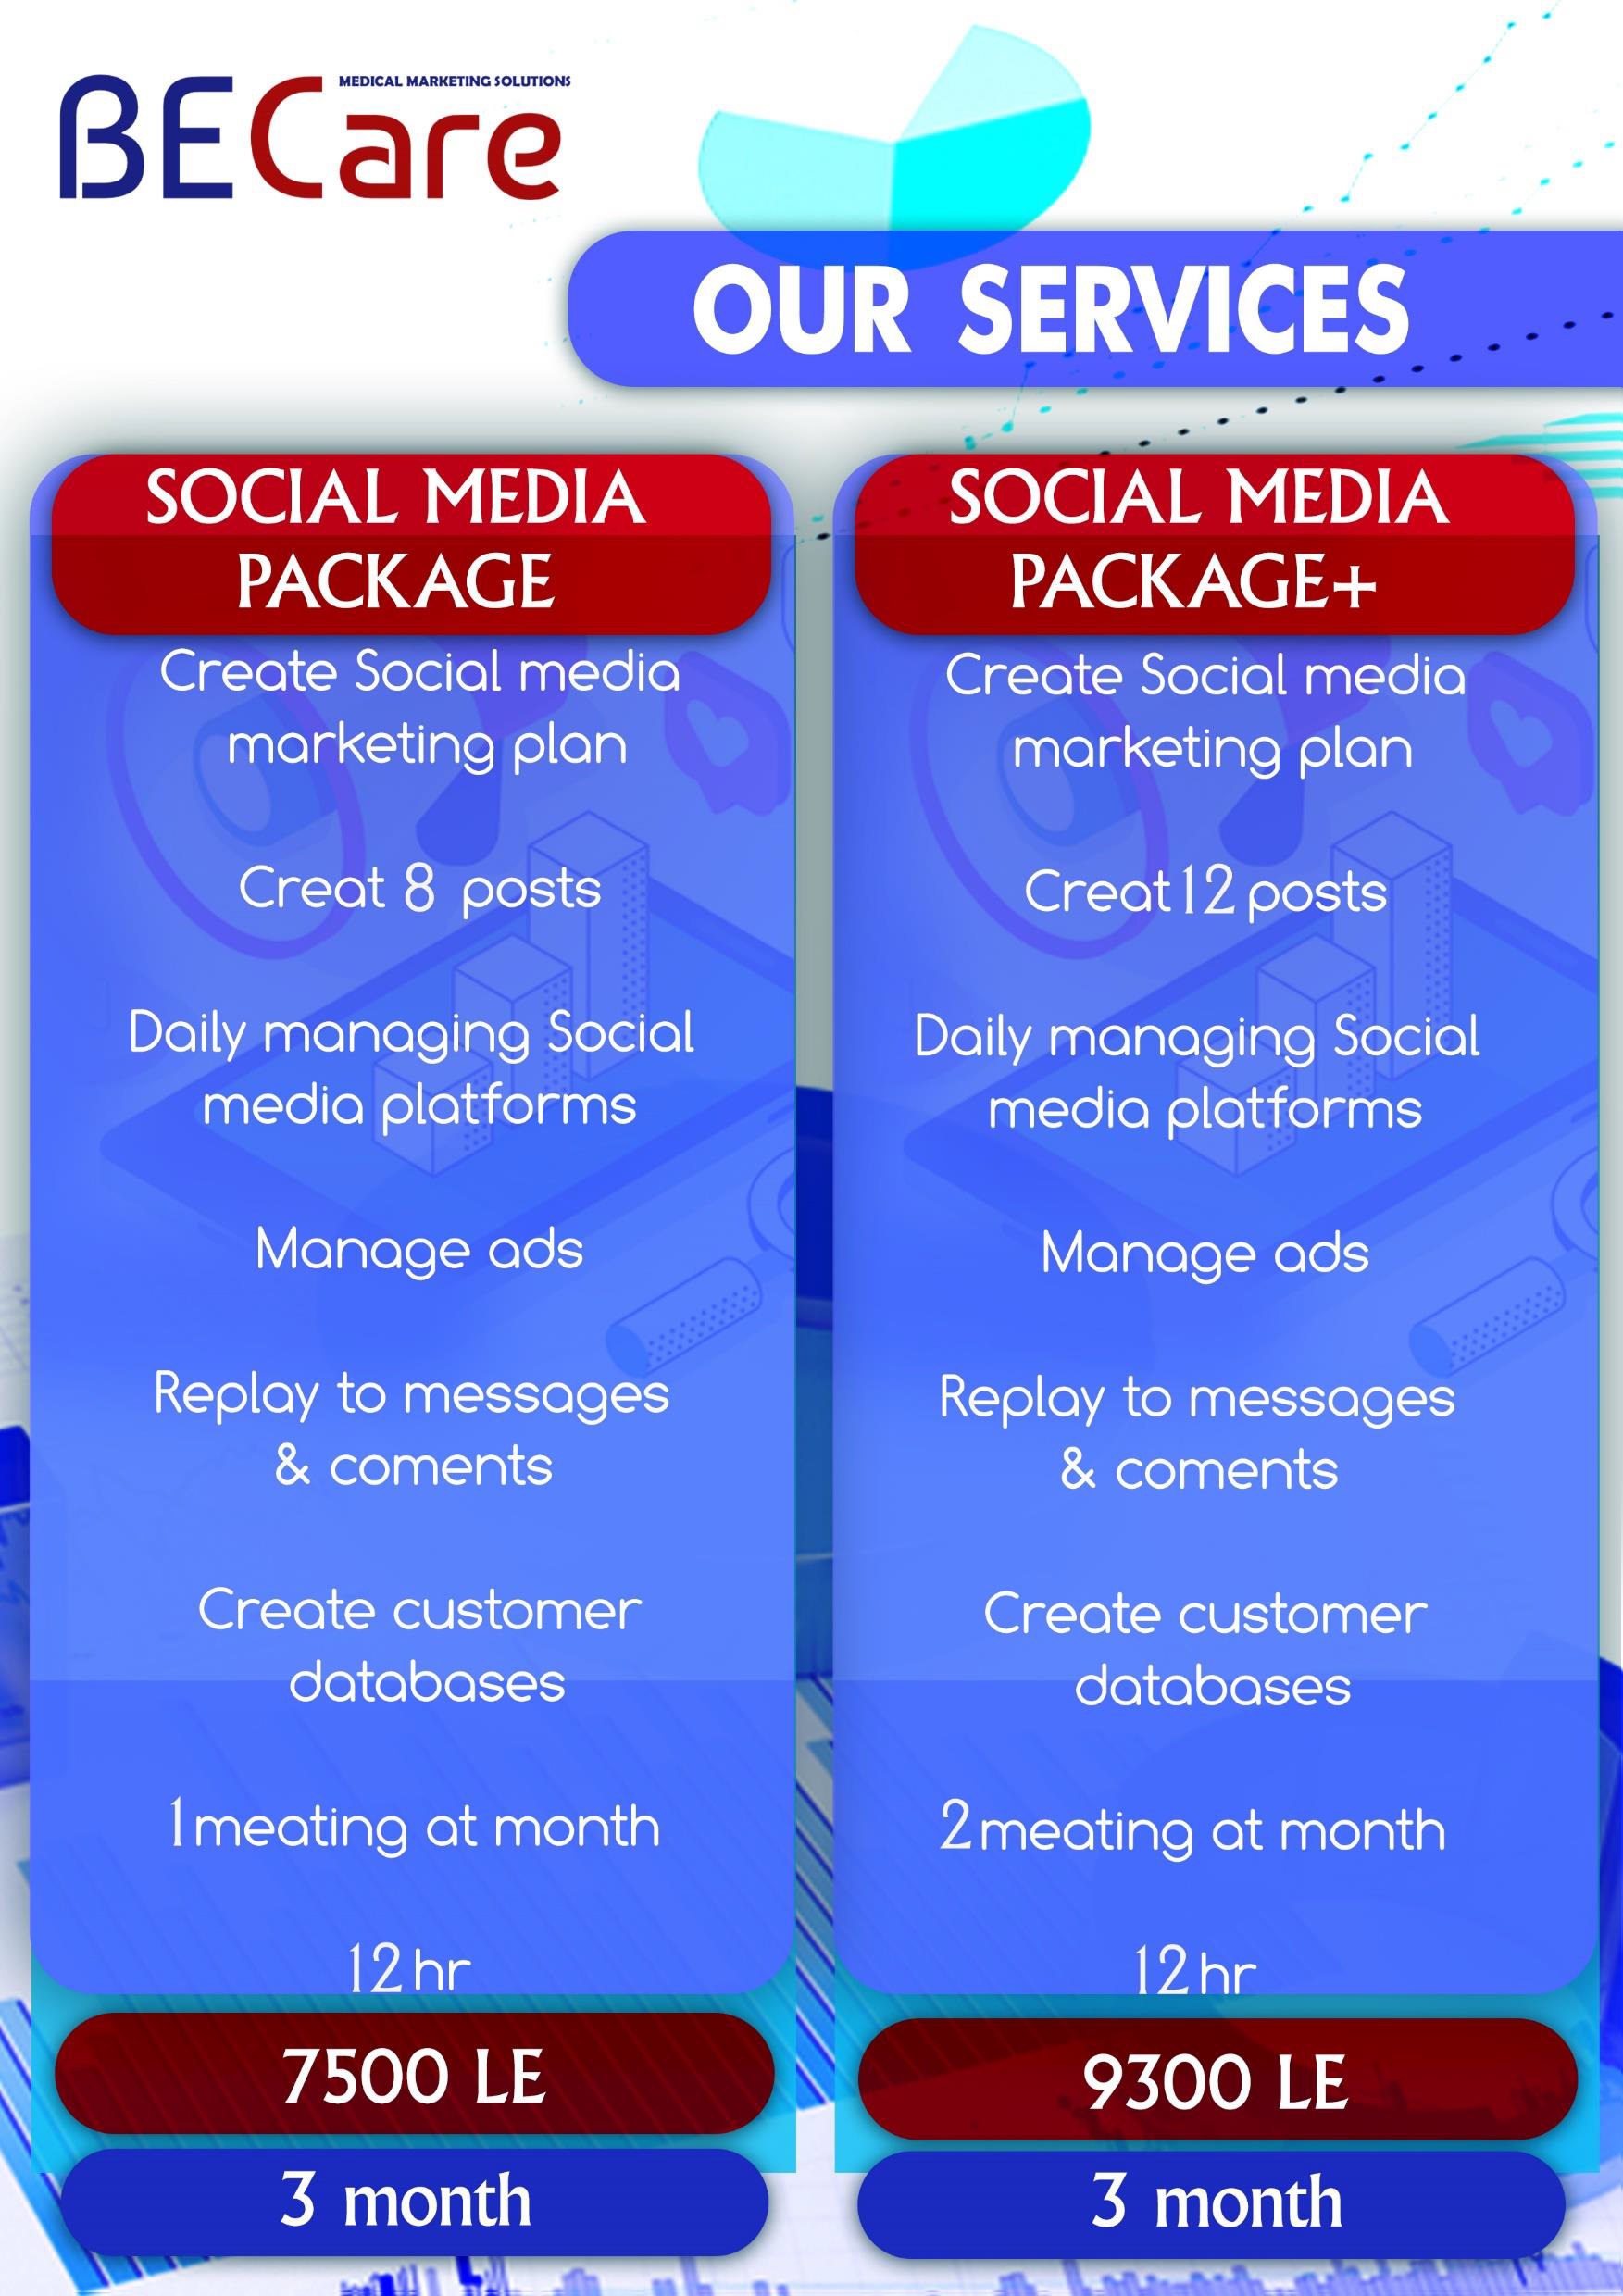 BECare
MEDICAL MARKETING SOLUTIONS
OUR SERVICES
SOCIAL MEDIA
PACKAGE
Create Social media
marketing plan
Creat 8 posts
Daily managing Social
media platforms
Manage ads
Replay to messages
& coments
Create customer
databases
1 meating at month
12 hr
7500 LE
3 month
SOCIAL MEDIA
PACKAGE+
Create Social media
marketing plan
Creat 12 posts
Daily managing Social
media platforms
Manage ads
Replay to messages
& coments
Create customer
databases
2 meating at month
12 hr
9300 LE
3 month